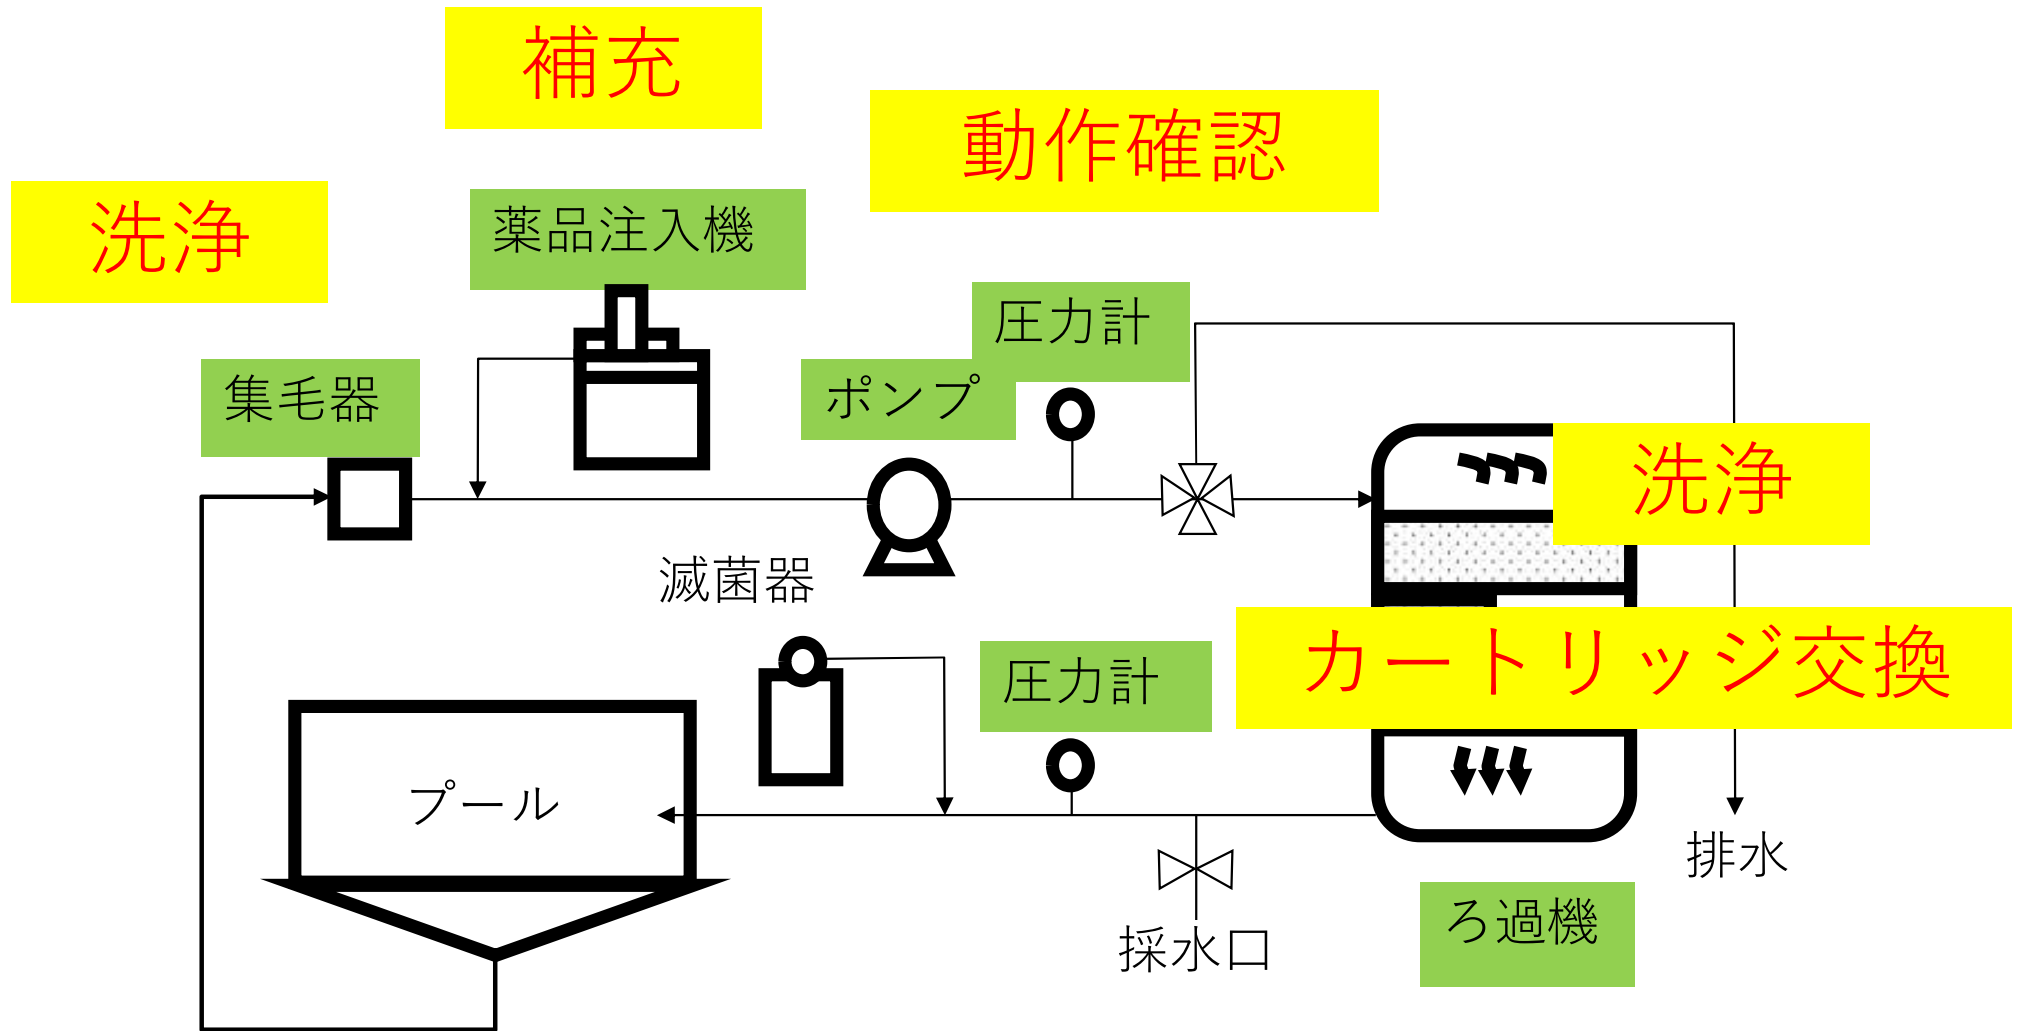 補充
動作確認
洗浄
薬品注入機
圧力計
集毛器
ポンプ
洗浄
滅菌器
カートリッジ交換
圧力計
プール
排水
ろ過機
採水口